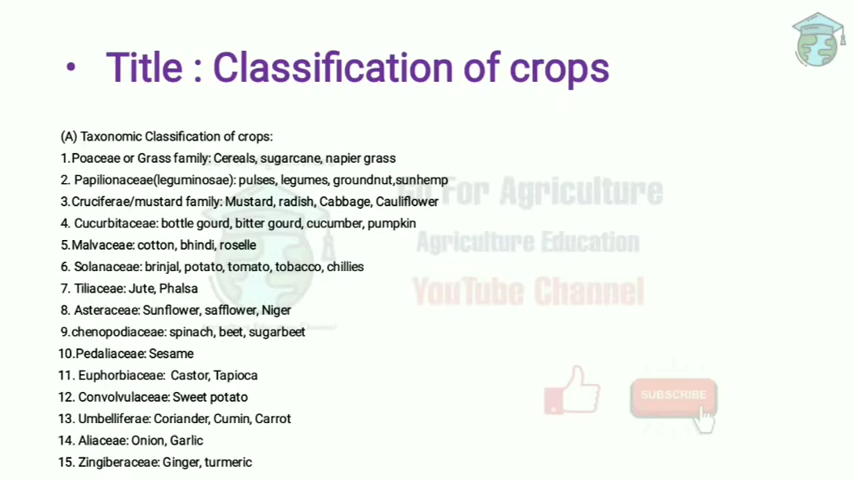 • Title : Classification of crops
(A) Taxonomic Classification of crops:
1.Poaceae or Grass family: Cereals, sugarcane, napier grass
2. Papilionaceae(leguminosae): pulses, legumes, groundnut,sunhemp
3.Cruciferae/mustard family: Mustard, radish, Cabbage, Cauliflower
4. Cucurbitaceae: bottle gourd, bitter gourd, cucumber, pumpkin
5.Malvaceae: cotton, bhindi, roselle
6. Solanaceae: brinjal, potato, tomato, tobacco, chillies
7. Tiliaceae: Jute, Phalsa
8. Asteraceae: Sunflower, safflower, Niger
9.chenopodiaceae: spinach, beet, sugarbeet
10.Pedaliaceae: Sesame
11. Euphorbiaceae: Castor, Tapioca
12. Convolvulaceae: Sweet potato
13. Umbelliferae: Coriander, Cumin, Carrot
14. Aliaceae: Onion, Garlic
15. Zingiberaceae: Ginger, turmeric
For Agriculture
Agriculture Education
YouTube Channel
SUBSCRIBE